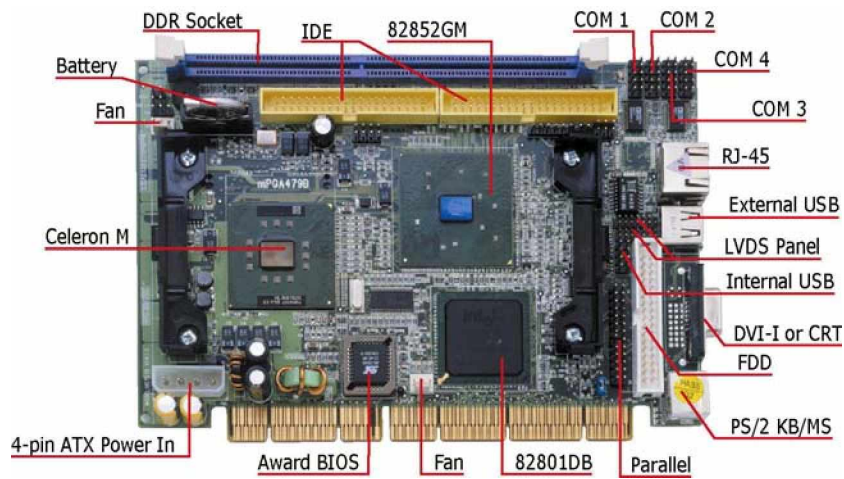 DDR Socket
IDE
82852GM
COM 1
COM 2
Battery
COM 4
Fan
COM 3
RJ-45
mPGA479B
External USB
Celeron M
LVDS Panel
Internal USB
DVI-I or CRT
FDD
4-pin ATX Power In
PS/2 KB/MS
Award BIOS
Fan
82801DB
Parallel